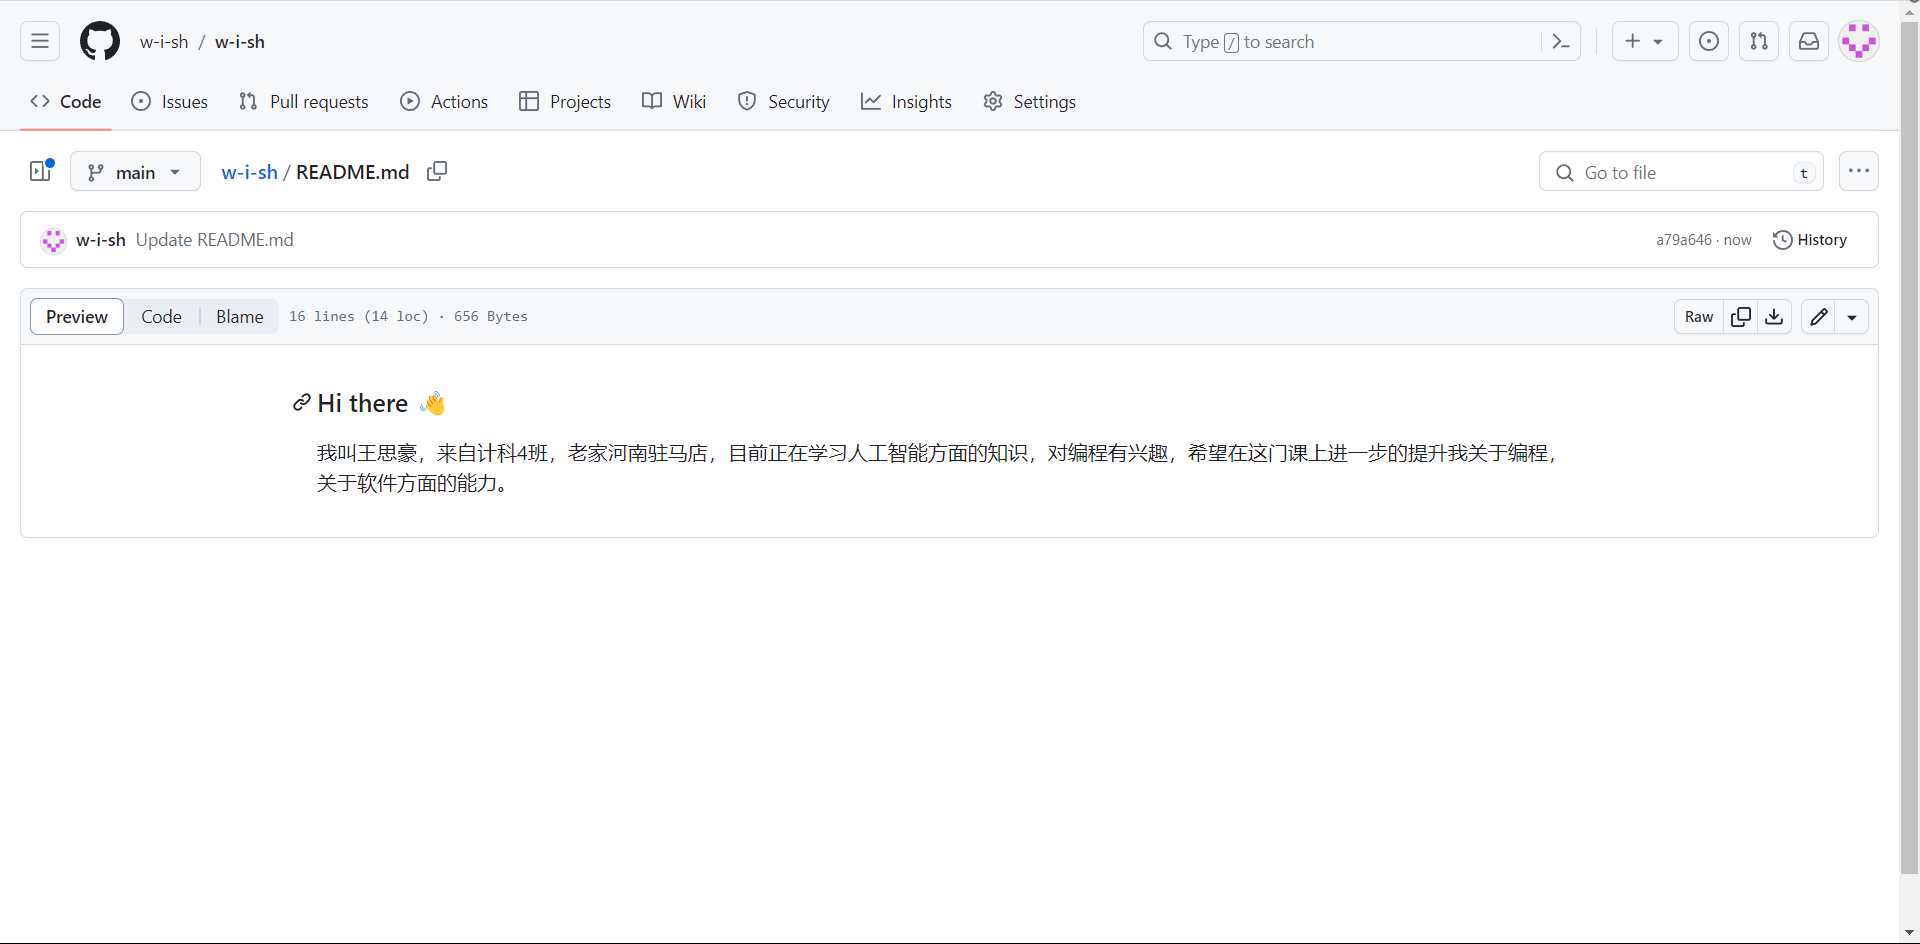 w-i-sh / w-i-sh
Type / to search
Code
Issues
Pull requests
Actions
Projects
Wiki
Security
Insights
Settings
main
w-i-sh / README.md
Go to file
t
w-i-sh Update README.md
a79a646 · now
History
Preview
Code
Blame
16 lines (14 loc) · 656 Bytes
Raw
Hi there 👋
我叫王思豪，来自计科4班，老家河南驻马店，目前正在学习人工智能方面的知识，对编程有兴趣，希望在这门课上进一步的提升我关于编程，
关于软件方面的能力。